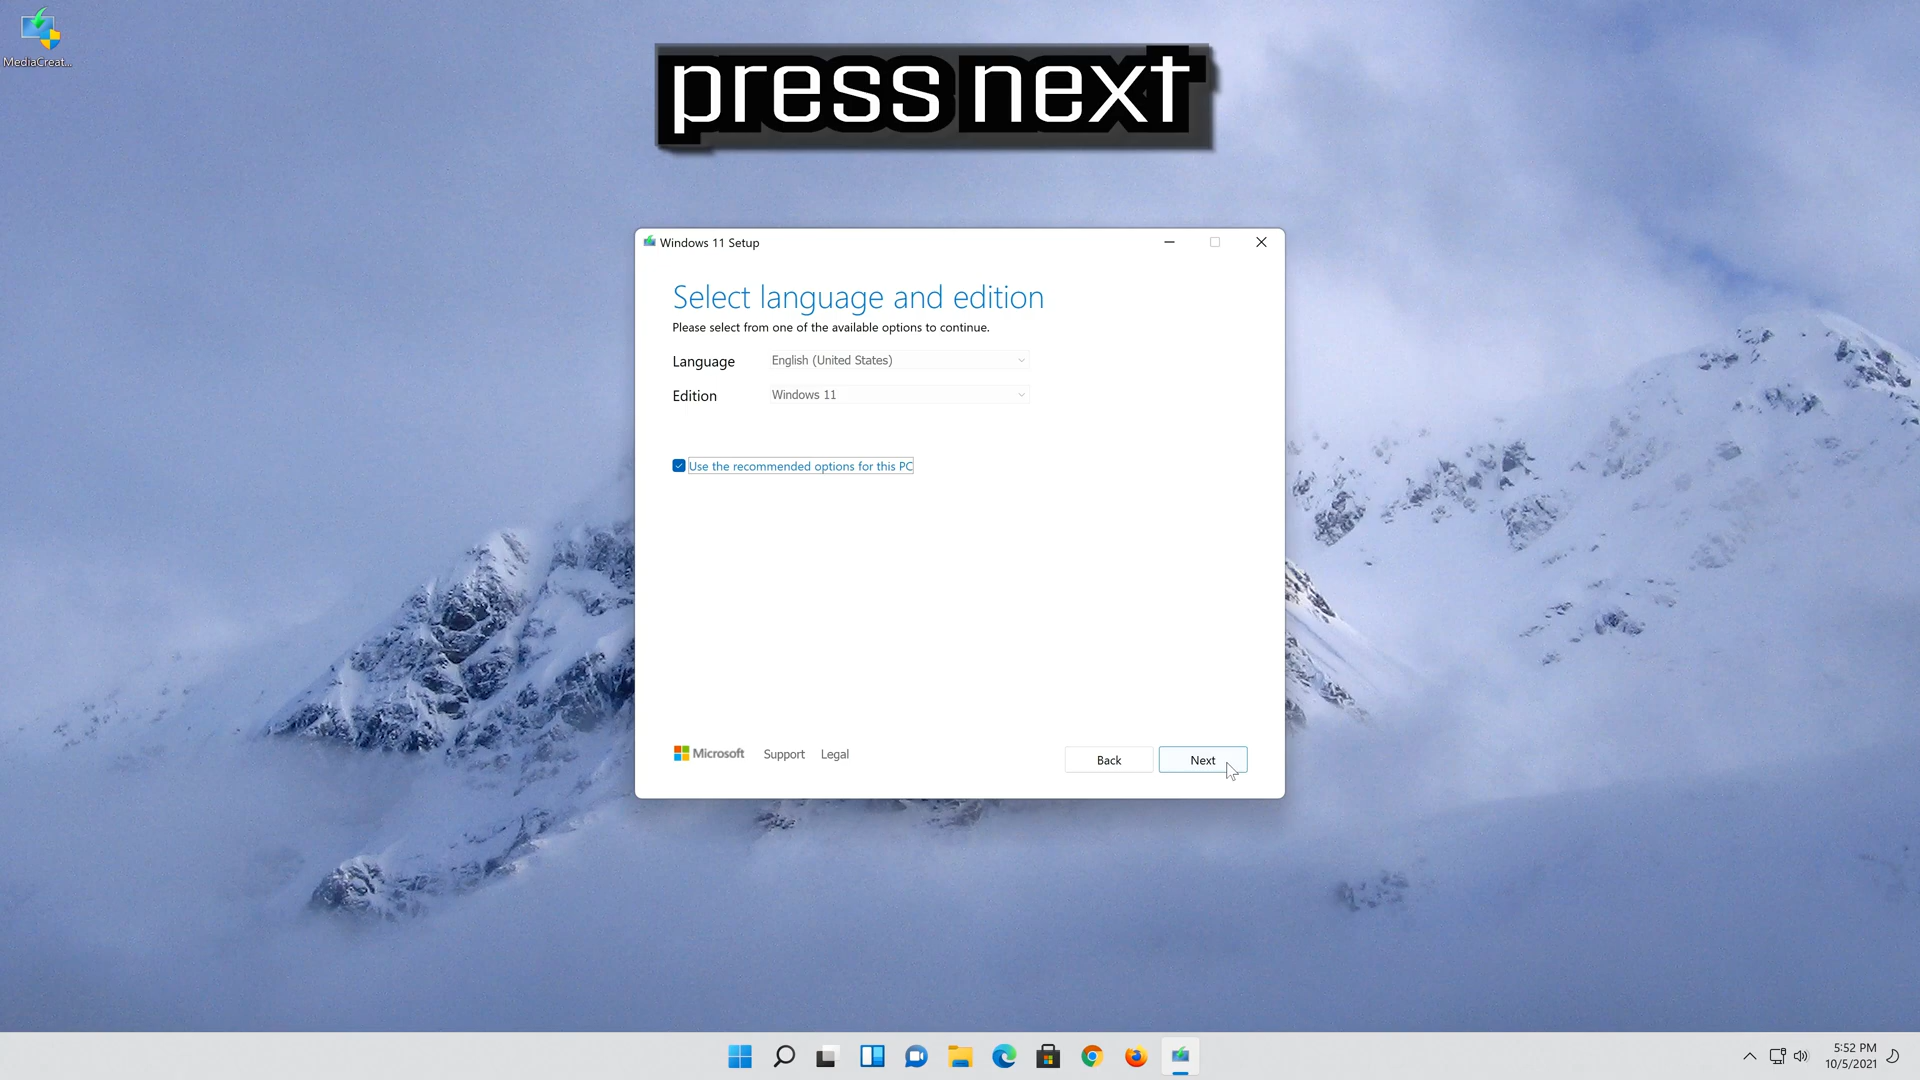 MediaCreat...
press next
Windows 11 Setup
Select language and edition
Please select from one of the available options to continue.
Language English (United States)
Edition Windows 11
Use the recommended options for this PC
Microsoft Support Legal
Back Next
5:52 PM
10/5/2021